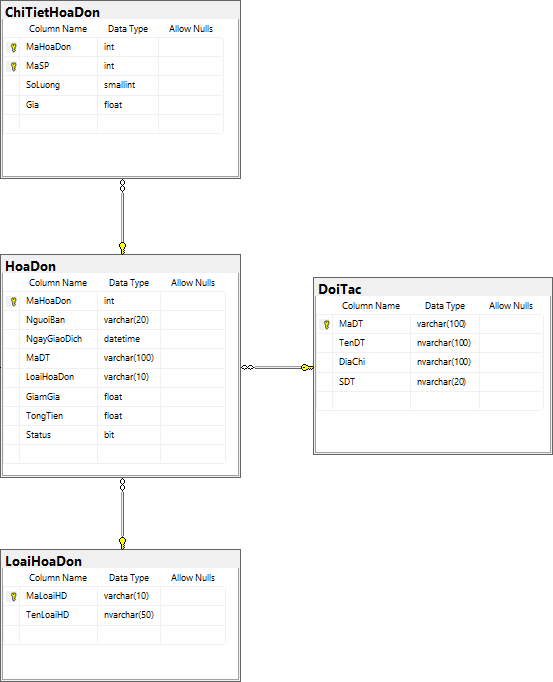 ChiTietHoaDon
Column Name Data Type Allow Nulls
MaHoaDon int
MaSP int
SoLuong smallint
Gia float
HoaDon
Column Name Data Type Allow Nulls
MaHoaDon int
NguoiBan varchar(20)
NgayGiaoDich datetime
MaDT varchar(100)
LoaiHoaDon varchar(10)
GiamGia float
TongTien float
Status bit
DoiTac
Column Name Data Type Allow Nulls
MaDT varchar(100)
TenDT nvarchar(100)
DiaChi nvarchar(100)
SDT nvarchar(20)
LoaiHoaDon
Column Name Data Type Allow Nulls
MaLoaiHD varchar(10)
TenLoaiHD nvarchar(50)